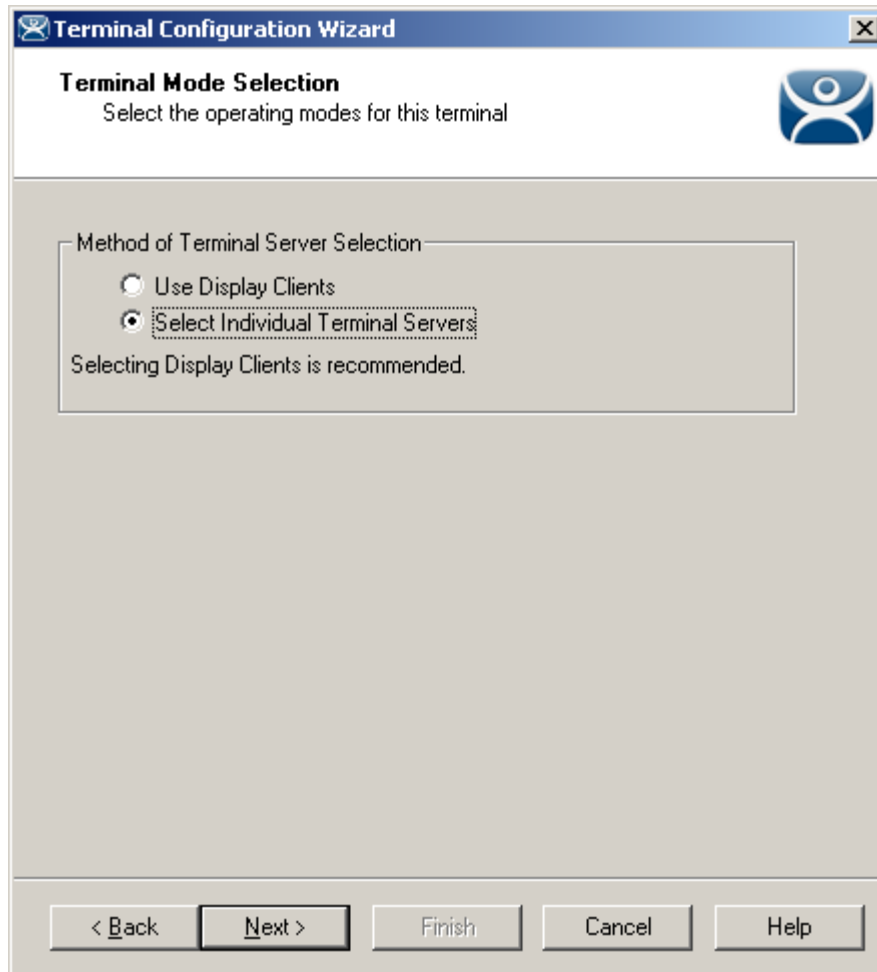 Terminal Configuration Wizard
Terminal Mode Selection
Select the operating modes for this terminal
Method of Terminal Server Selection
Use Display Clients
Select Individual Terminal Servers
Selecting Display Clients is recommended.
< Back Next > Finish Cancel Help